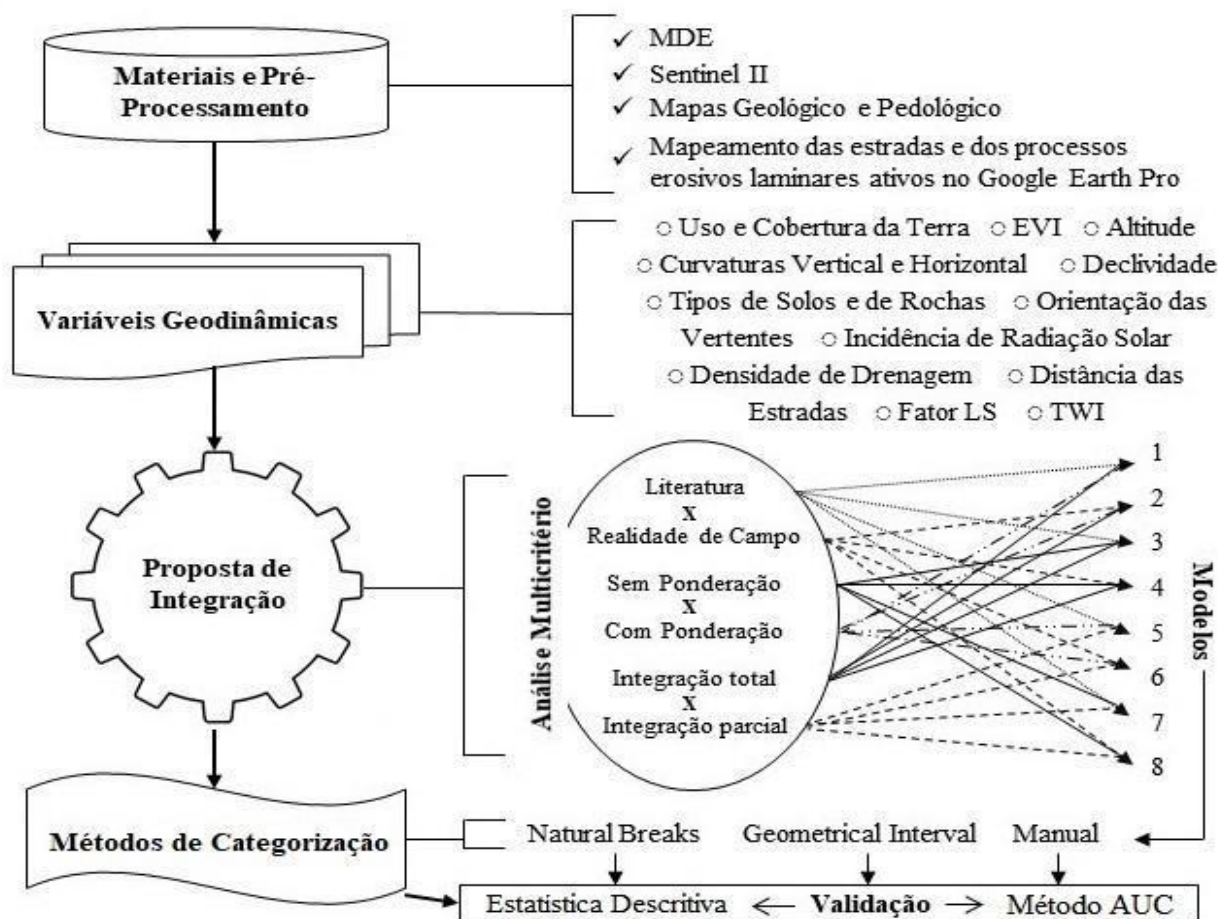 Materiais e Pré-
Processamento
✓ MDE
✓ Sentinel II
✓ Mapas Geológico e Pedológico
✓ Mapeamento das estradas e dos processos
erosivos laminares ativos no Google Earth Pro
Variáveis Geodinâmicas
◌ Uso e Cobertura da Terra ◌ EVI ◌ Altitude
◌ Curvaturas Vertical e Horizontal ◌ Declividade
◌ Tipos de Solos e de Rochas ◌ Orientação das
Vertentes ◌ Incidência de Radiação Solar
◌ Densidade de Drenagem ◌ Distância das
Estradas ◌ Fator LS ◌ TWI
Proposta de
Integração
Análise Multicritério
Literatura
X
Realidade de Campo
Sem Ponderação
X
Com Ponderação
Integração total
X
Integração parcial
1
2
3
4
5
6
7
8
Modelos
Métodos de Categorização
Natural Breaks Geometrical Interval Manual
Estatística Descritiva Validação Método AUC